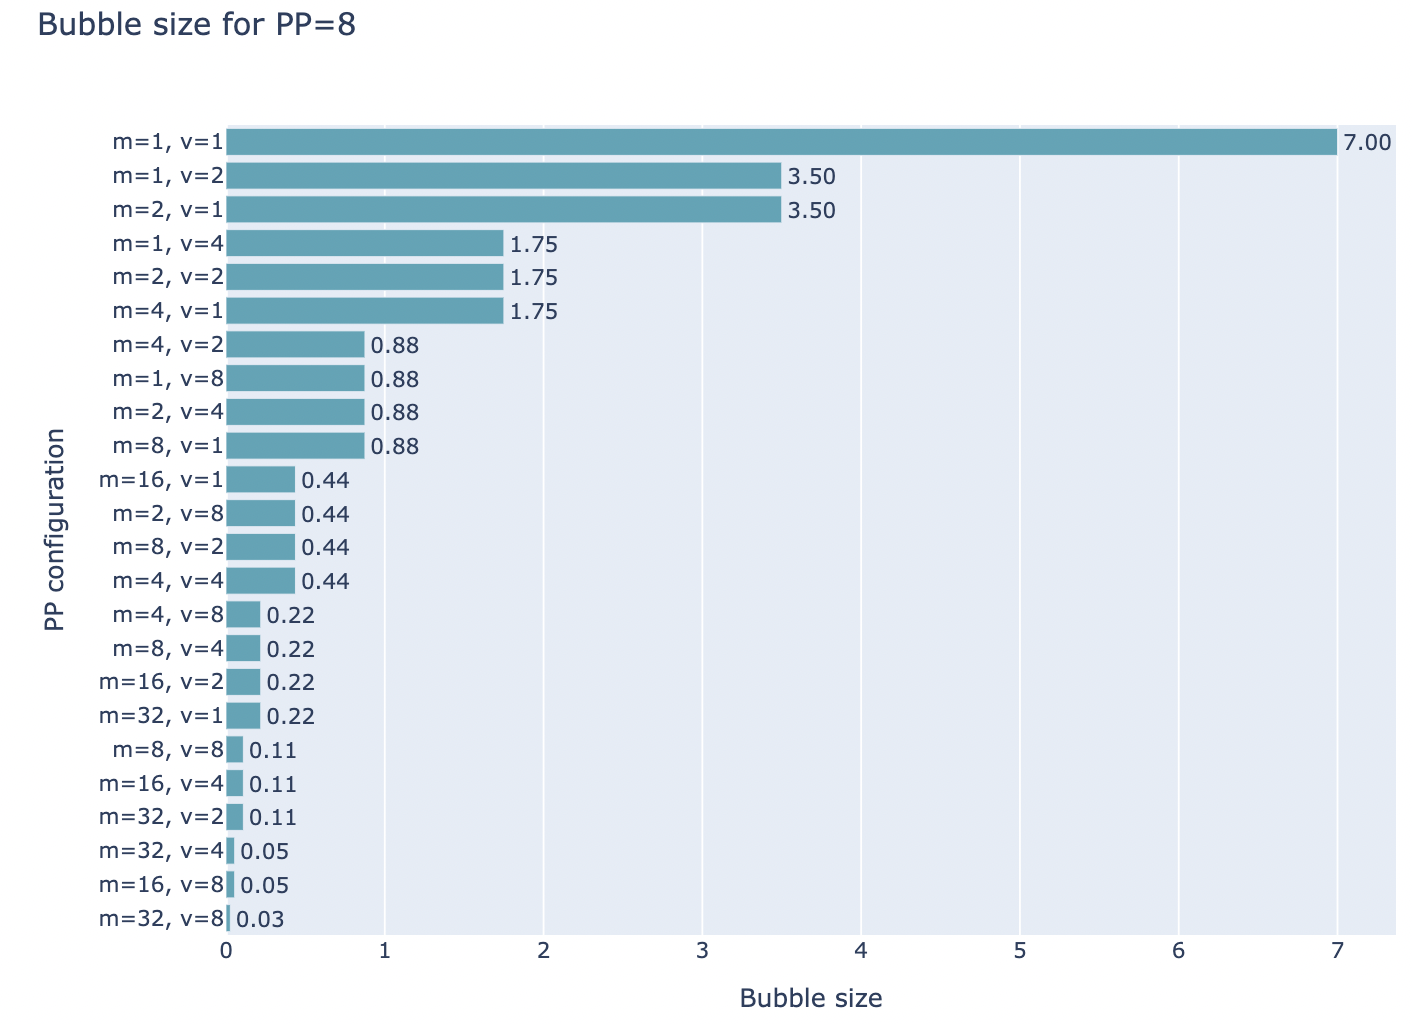 Bubble size for PP=8
m=1, v=1 7.00
m=1, v=2 3.50
m=2, v=1 3.50
m=1, v=4 1.75
m=2, v=2 1.75
m=4, v=1 1.75
m=4, v=2 0.88
m=1, v=8 0.88
m=2, v=4 0.88
m=8, v=1 0.88
m=16, v=1 0.44
m=2, v=8 0.44
m=8, v=2 0.44
m=4, v=4 0.44
m=4, v=8 0.22
m=8, v=4 0.22
m=16, v=2 0.22
m=32, v=1 0.22
m=8, v=8 0.11
m=16, v=4 0.11
m=32, v=2 0.11
m=32, v=4 0.05
m=16, v=8 0.05
m=32, v=8 0.03
PP configuration
0 1 2 3 4 5 6 7
Bubble size